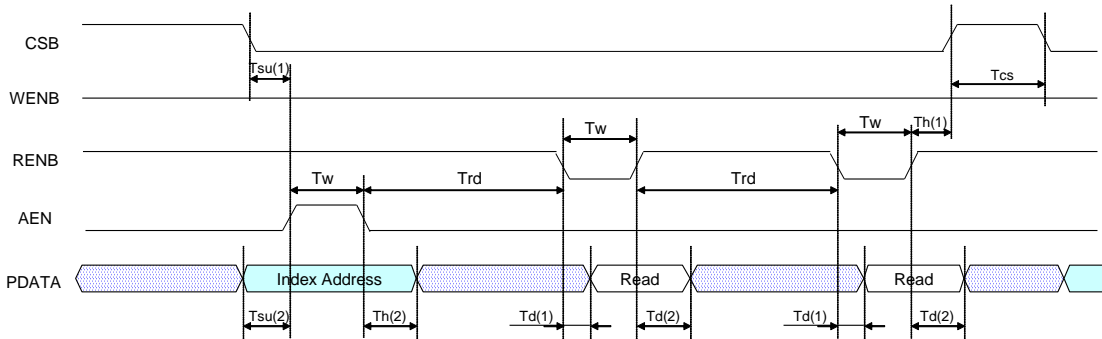 CSB
Tsu(1)
Tcs
WENB
Tw
Tw
Th(1)
RENB
Tw
Trd
Trd
AEN
PDATA
Index Address
Read
Read
Tsu(2)
Th(2)
Td(1)
Td(2)
Td(1)
Td(2)